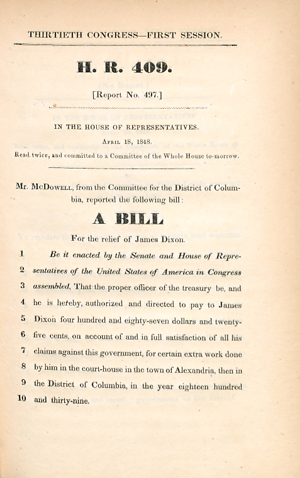 THIRTIETH CONGRESS—FIRST SESSION.
H. R. 409.
[Report No. 497.]
IN THE HOUSE OF REPRESENTATIVES.
APRIL 18, 1848.
Read twice, and committed to a Committee of the Whole House to-morrow.
Mr. McDOWELL, from the Committee for the District of Colum-
bia, reported the following bill:
A BILL
For the relief of James Dixon.
1 Be it enacted by the Senate and House of Repre-
2 sentatives of the United States of America in Congress
3 assembled, That the proper officer of the treasury be, and
4 he is hereby, authorized and directed to pay to James
5 Dixon four hundred and eighty-seven dollars and twenty-
6 five cents, on account of and in full satisfaction of all his
7 claims against this government, for certain extra work done
8 by him in the court-house in the town of Alexandria, then in
9 the District of Columbia, in the year eighteen hundred
10 and thirty-nine.